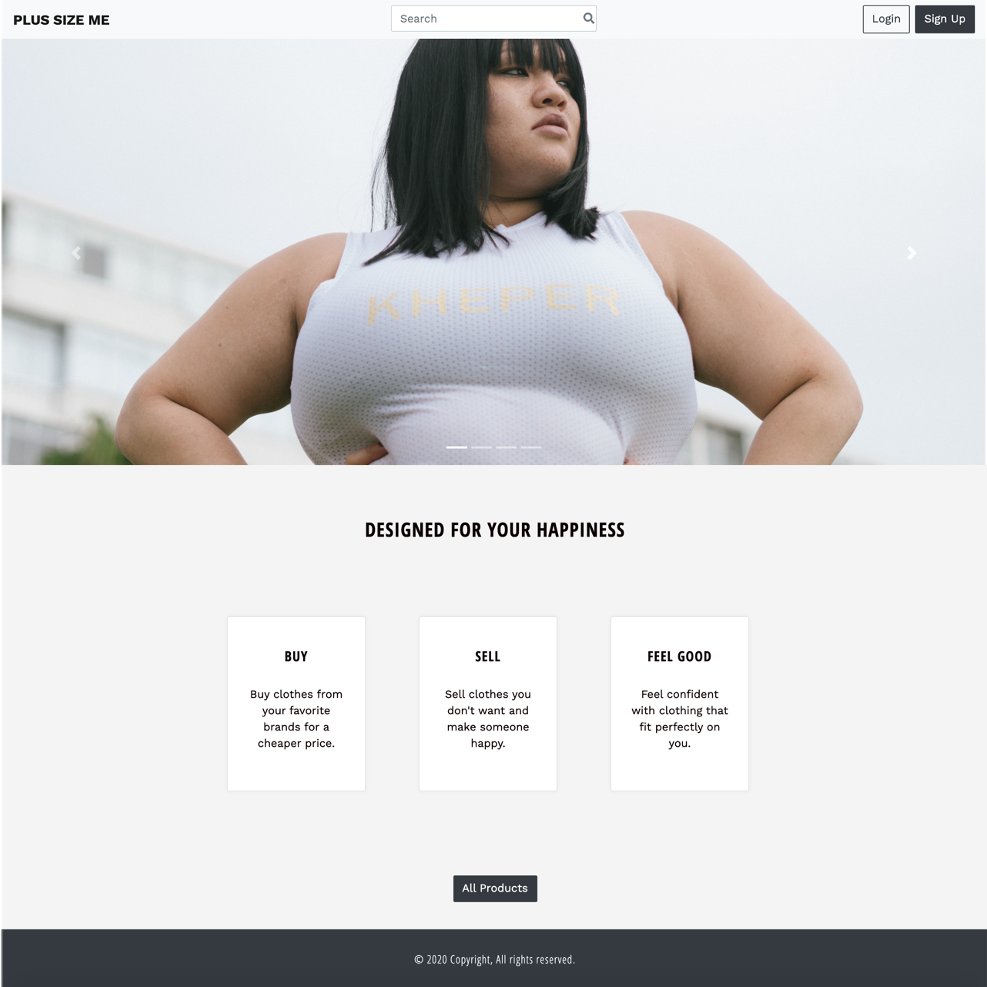 PLUS SIZE ME
Search
Login
Sign Up
KHEPER
DESIGNED FOR YOUR HAPPINESS
BUY
Buy clothes from
your favorite
brands for a
cheaper price.
SELL
Sell clothes you
don't want and
make someone
happy.
FEEL GOOD
Feel confident
with clothing that
fit perfectly on
you.
All Products
© 2020 Copyright, All rights reserved.